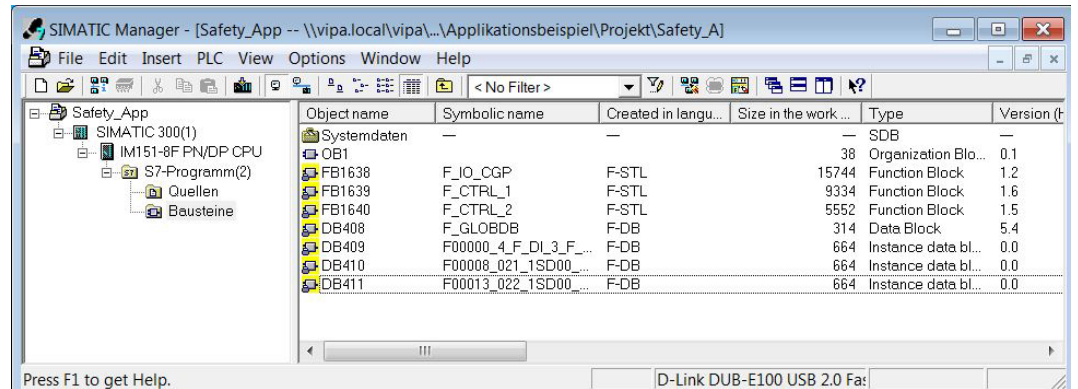 SIMATIC Manager - [Safety_App -- \\vipa.local\vipa\...\Applikationsbeispiel\Projekt\Safety_A]
File Edit Insert PLC View Options Window Help
< No Filter >
Safety_App
SIMATIC 300(1)
IM151-8F PN/DP CPU
S7-Programm(2)
Quellen
Bausteine
Object name Symbolic name Created in langu... Size in the work ... Type Version (H
Systemdaten — — — SDB —
OB1 38 Organization Blo... 0.1
FB1638 F_IO_CGP F-STL 15744 Function Block 1.2
FB1639 F_CTRL_1 F-STL 9334 Function Block 1.6
FB1640 F_CTRL_2 F-STL 5552 Function Block 1.5
DB408 F_GLOBDB F-DB 314 Data Block 5.4
DB409 F00000_4_F_DI_3_F_... F-DB 664 Instance data bl... 0.0
DB410 F00008_021_1SD00_... F-DB 664 Instance data bl... 0.0
DB411 F00013_022_1SD00_... F-DB 664 Instance data bl... 0.0
Press F1 to get Help. D-Link DUB-E100 USB 2.0 Fas